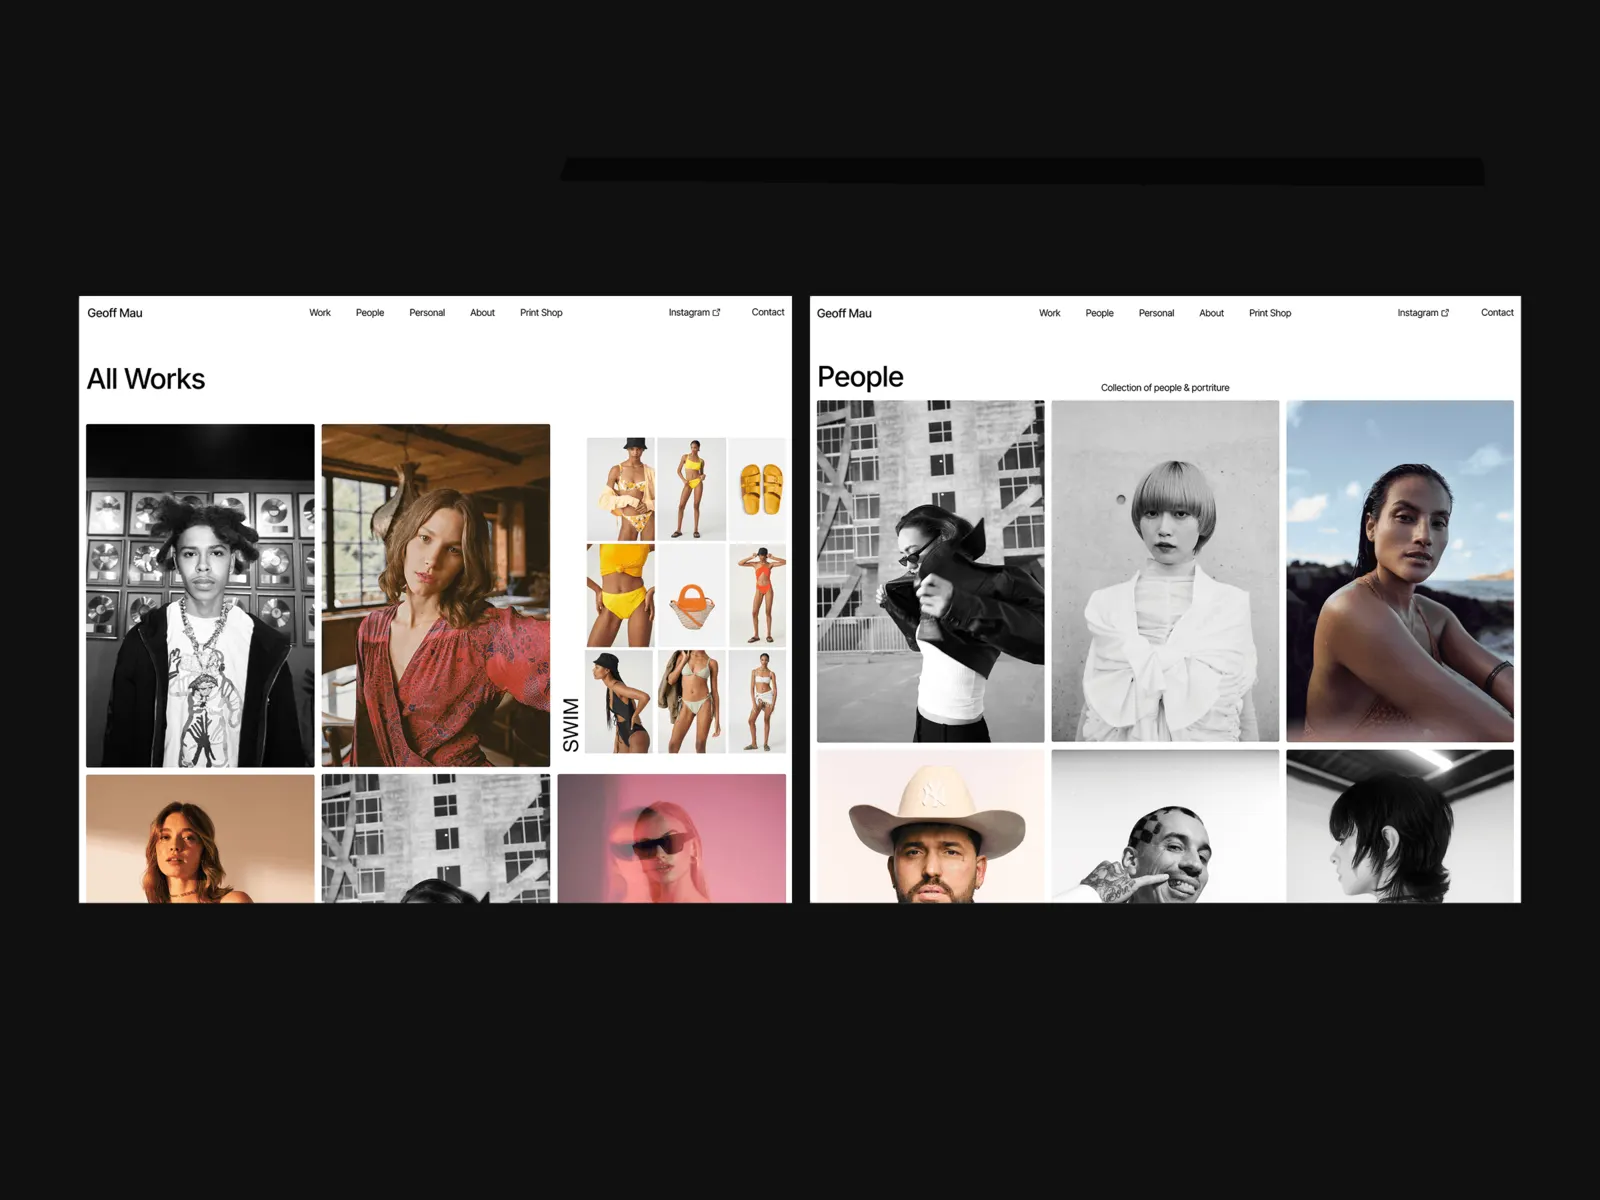 Geoff Mau
Work People Personal About Print Shop
Instagram Contact
All Works
SWIM
Geoff Mau
Work People Personal About Print Shop
Instagram Contact
People
Collection of people & portriture
NY